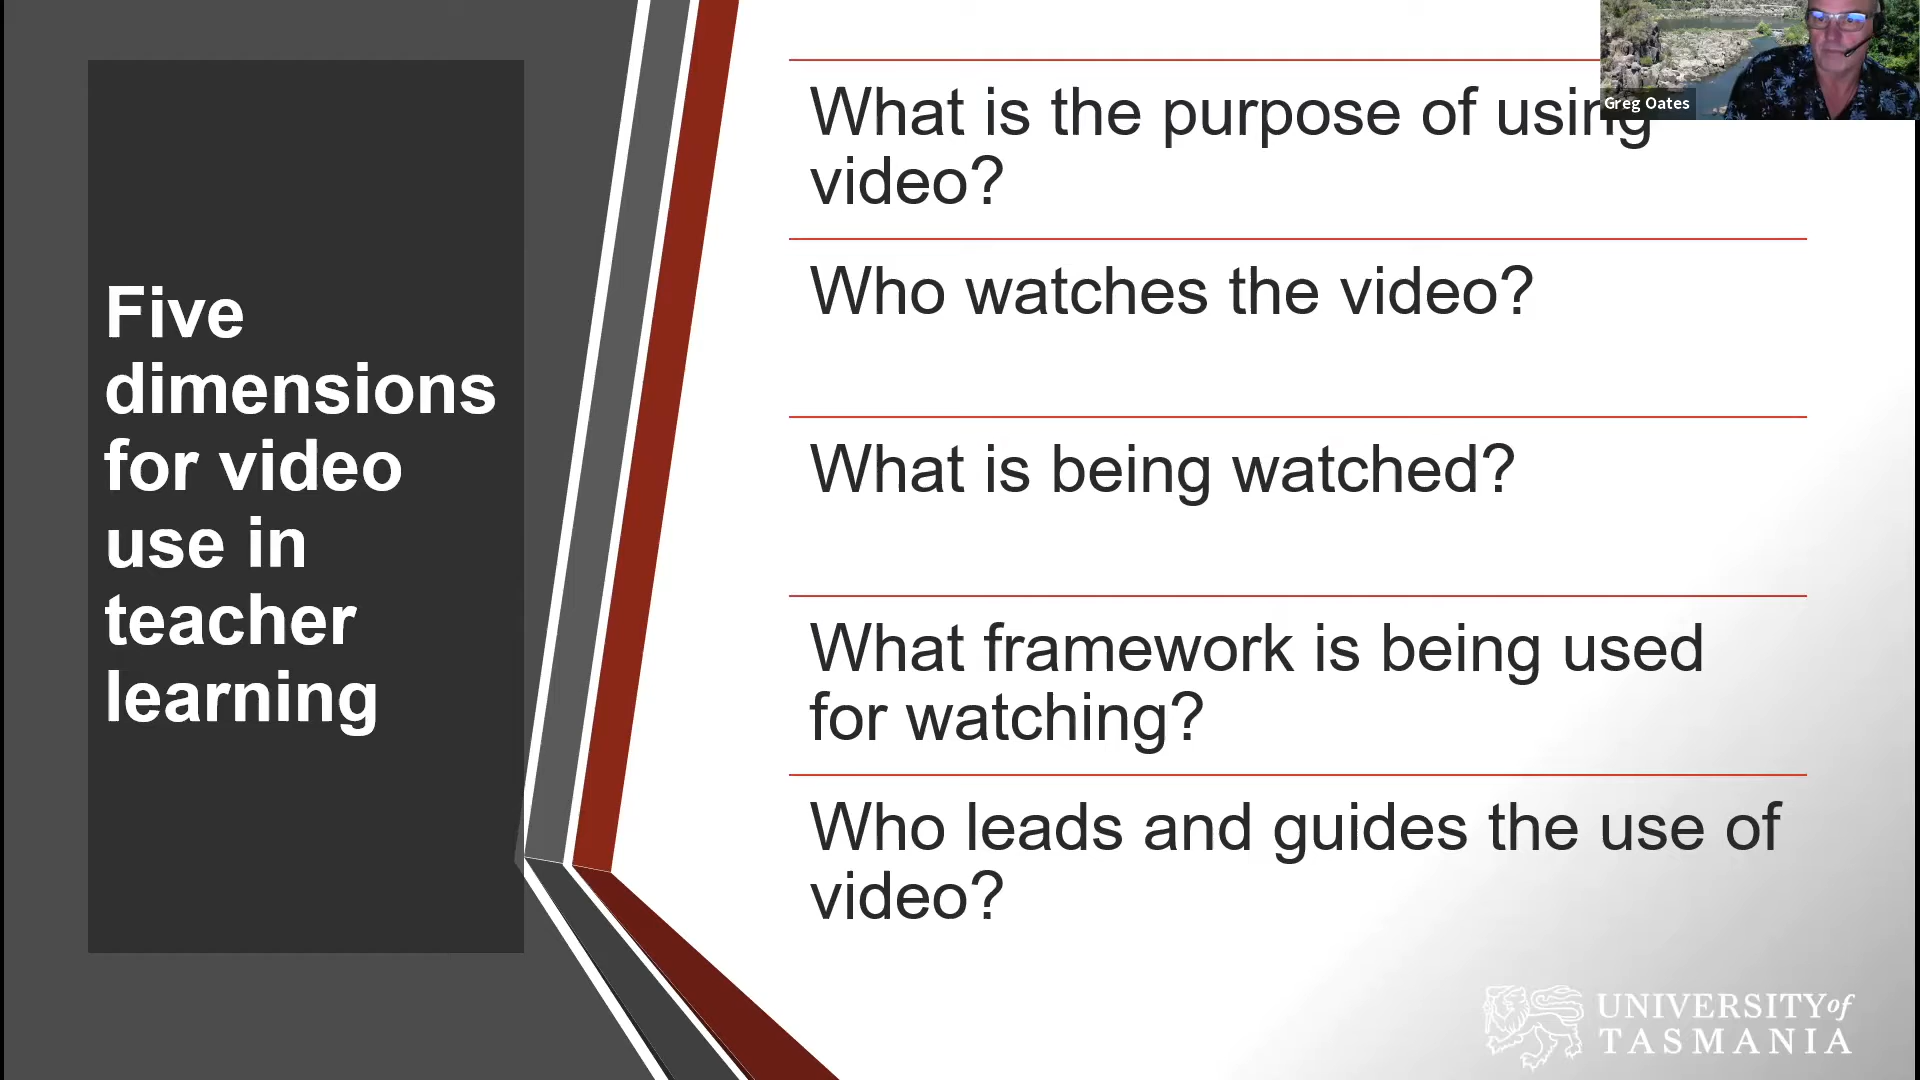 Five
dimensions
for video
use in
teacher
learning
What is the purpose of using
video?
Who watches the video?
What is being watched?
What framework is being used
for watching?
Who leads and guides the use of
video?
Greg Oates
UNIVERSITY of
TASMANIA